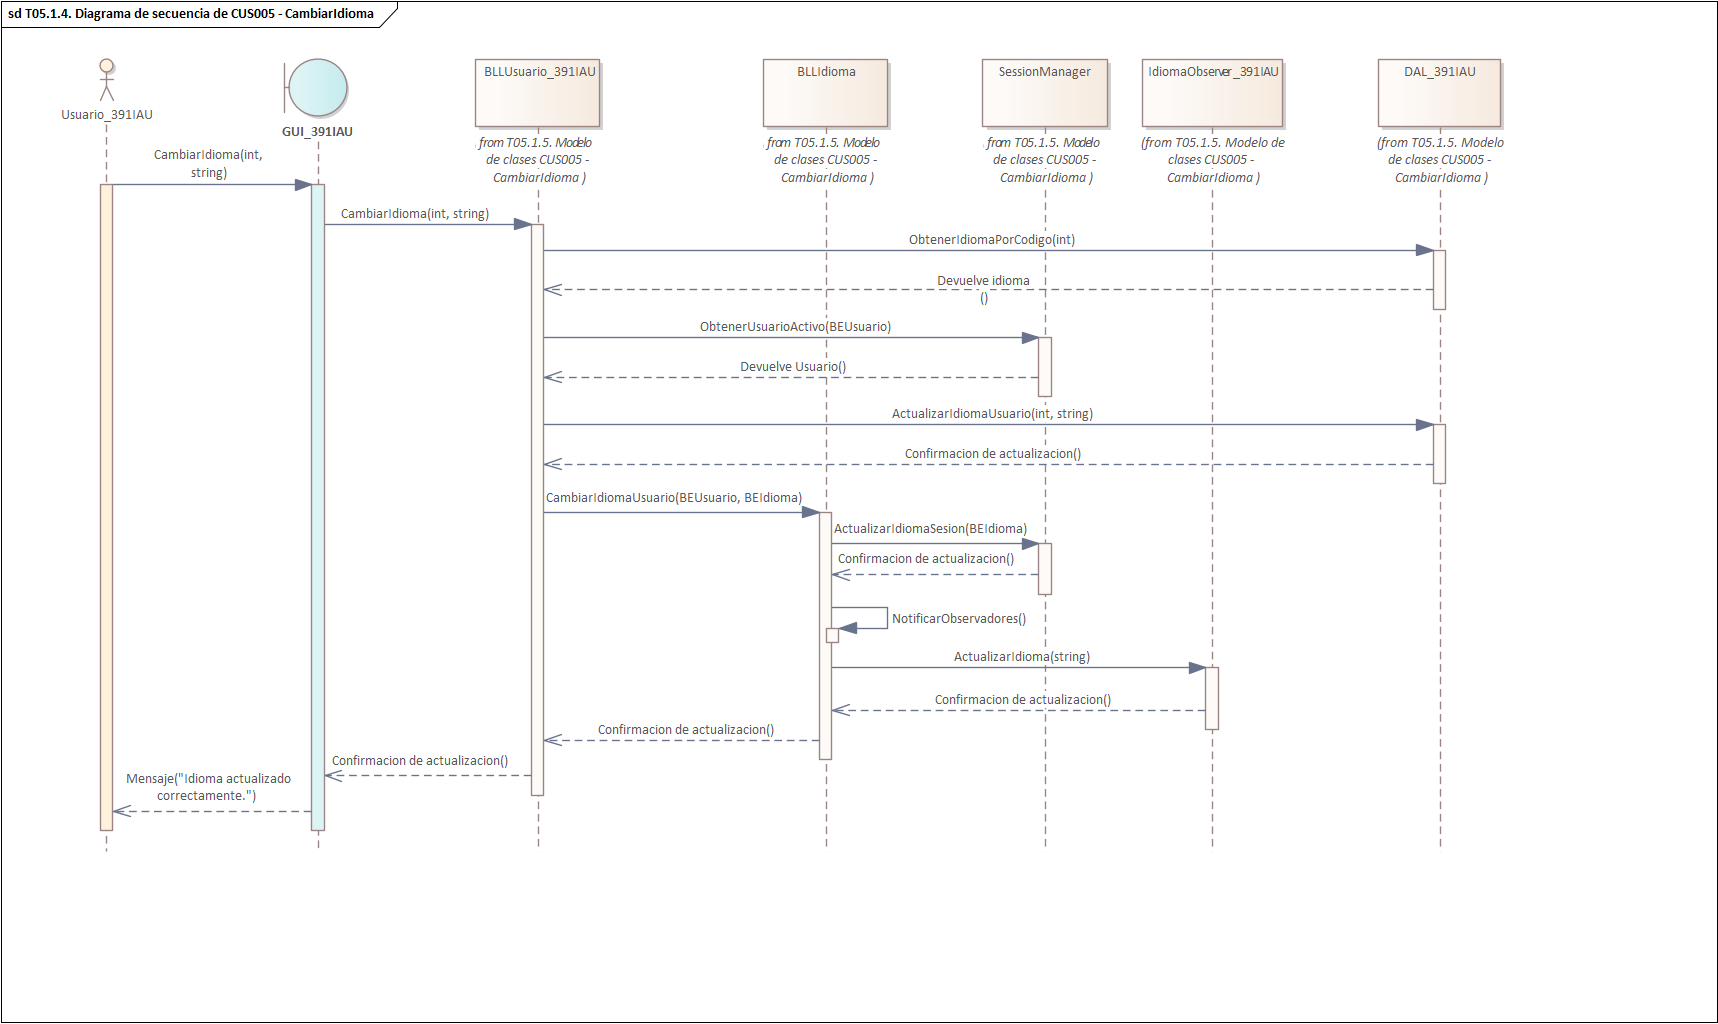 sd T05.1.4. Diagrama de secuencia de CUS005 - CambiarIdioma
Usuario_391IAU
GUI_391IAU
BLLUsuario_391IAU
(from T05.1.5. Modelo
de clases CUS005 -
CambiarIdioma )
BLLIdioma
(from T05.1.5. Modelo
de clases CUS005 -
CambiarIdioma )
SessionManager
(from T05.1.5. Modelo
de clases CUS005 -
CambiarIdioma )
IdiomaObserver_391IAU
(from T05.1.5. Modelo de
clases CUS005 -
CambiarIdioma )
DAL_391IAU
(from T05.1.5. Modelo
de clases CUS005 -
CambiarIdioma )
CambiarIdioma(int,
string)
CambiarIdioma(int, string)
ObtenerIdiomaPorCodigo(int)
Devuelve idioma
()
ObtenerUsuarioActivo(BEUsuario)
Devuelve Usuario()
ActualizarIdiomaUsuario(int, string)
Confirmacion de actualizacion()
CambiarIdiomaUsuario(BEUsuario, BEIdioma)
ActualizarIdiomaSesion(BEIdioma)
Confirmacion de actualizacion()
NotificarObservadores()
ActualizarIdioma(string)
Confirmacion de actualizacion()
Confirmacion de actualizacion()
Confirmacion de actualizacion()
Mensaje("Idioma actualizado
correctamente.")